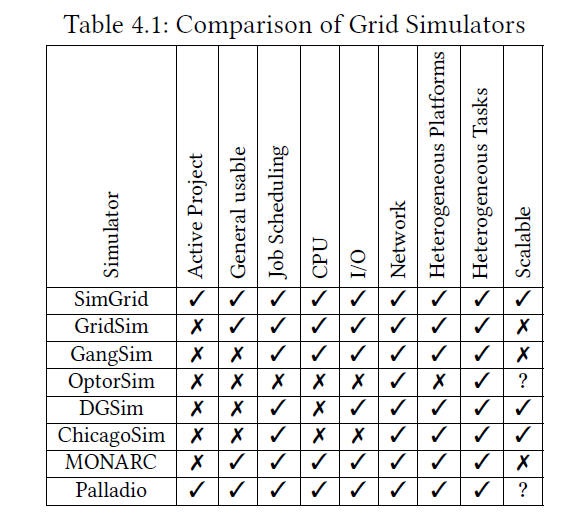 Table 4.1: Comparison of Grid Simulators
Simulator Active Project General usable Job Scheduling CPU I/O Network Heterogeneous Platforms Heterogeneous Tasks Scalable
SimGrid ✓ ✓ ✓ ✓ ✓ ✓ ✓ ✓ ✓
GridSim ✗ ✓ ✓ ✓ ✓ ✓ ✓ ✓ ✗
GangSim ✗ ✗ ✓ ✓ ✓ ✓ ✓ ✓ ✗
OptorSim ✗ ✗ ✗ ✗ ✗ ✓ ✗ ✓ ?
DGSim ✗ ✗ ✓ ✗ ✓ ✓ ✓ ✓ ✓
ChicagoSim ✗ ✗ ✓ ✗ ✗ ✓ ✓ ✓ ✓
MONARC ✗ ✓ ✓ ✓ ✓ ✓ ✓ ✓ ✗
Palladio ✓ ✓ ✓ ✓ ✓ ✓ ✓ ✓ ?